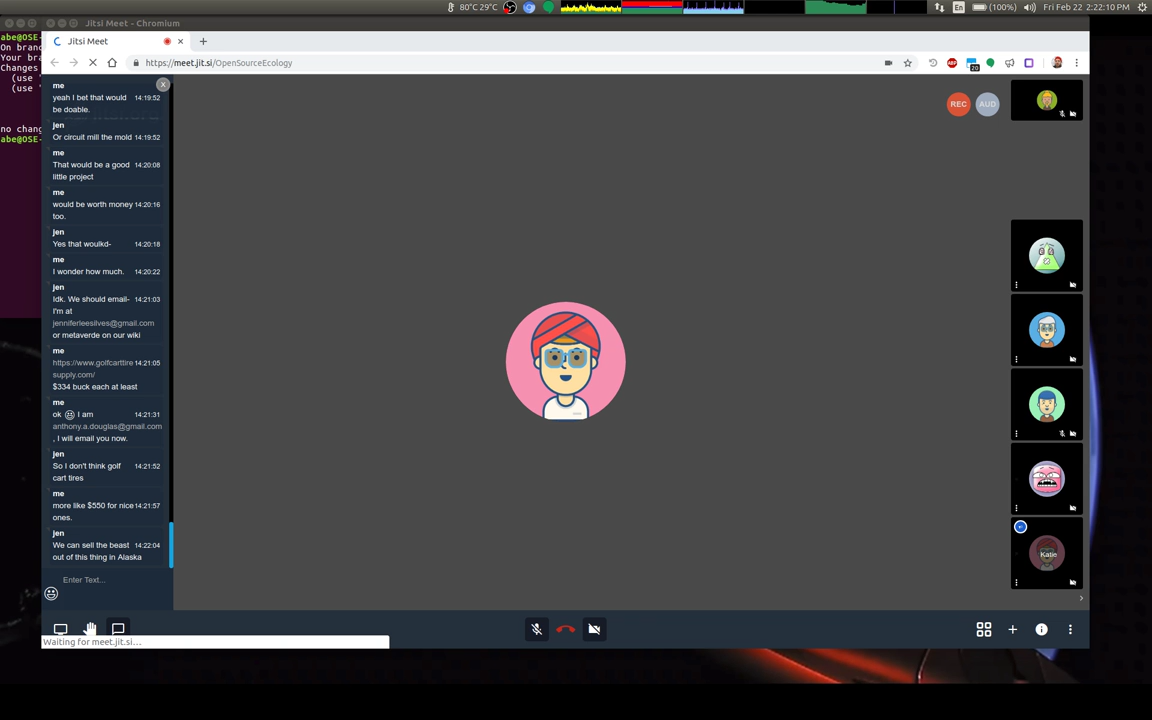 80°C 29°C
En
(100%)
Fri Feb 22 2:22:10 PM
Jitsi Meet - Chromium
abe@OSE-
On branc
Your bra
Changes
(use "
(use "
no chang
abe@OSE-
Jitsi Meet
https://meet.jit.si/OpenSourceEcology
ABP
20
me
yeah I bet that would 14:19:52
be doable.
jen
Or circuit mill the mold 14:19:52
me
That would be a good 14:20:08
little project
me
would be worth money 14:20:16
too.
jen
Yes that woulkd- 14:20:18
me
I wonder how much. 14:20:22
jen
Idk. We should email- 14:21:03
I'm at
jenniferleesilves@gmail.com
or metaverde on our wiki
me
https://www.golfcarttire 14:21:05
supply.com/
$334 buck each at least
me
ok I am 14:21:31
anthony.a.douglas@gmail.com
, I will email you now.
jen
So I don't think golf 14:21:52
cart tires
me
more like $550 for nice 14:21:57
ones.
jen
We can sell the beast 14:22:04
out of this thing in Alaska
Enter Text...
REC
AUD
Katie
Waiting for meet.jit.si...